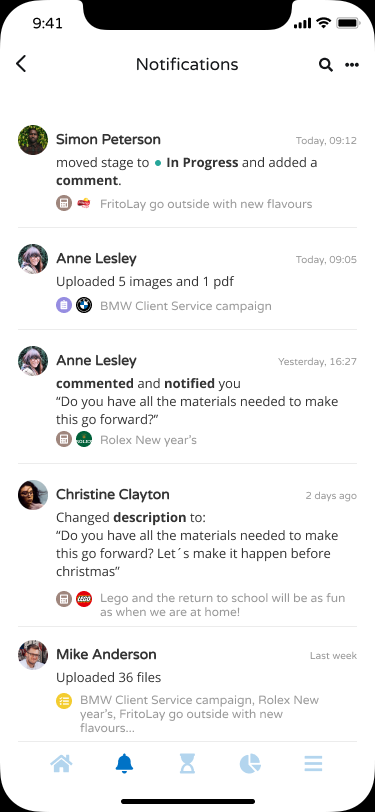 9:41
Notifications
Simon Peterson Today, 09:12
moved stage to • In Progress and added a
comment.
FritoLay go outside with new flavours
Anne Lesley Today, 09:05
Uploaded 5 images and 1 pdf
BMW Client Service campaign
Anne Lesley Yesterday, 16:27
commented and notified you
“Do you have all the materials needed to make
this go forward?”
ROLEX Rolex New year’s
Christine Clayton 2 days ago
Changed description to:
“Do you have all the materials needed to make
this go forward? Let´s make it happen before
christmas”
LEGO Lego and the return to school will be as fun
as when we are at home!
Mike Anderson Last week
Uploaded 36 files
BMW Client Service campaign, Rolex New
year’s, FritoLay go outside with new
flavours...